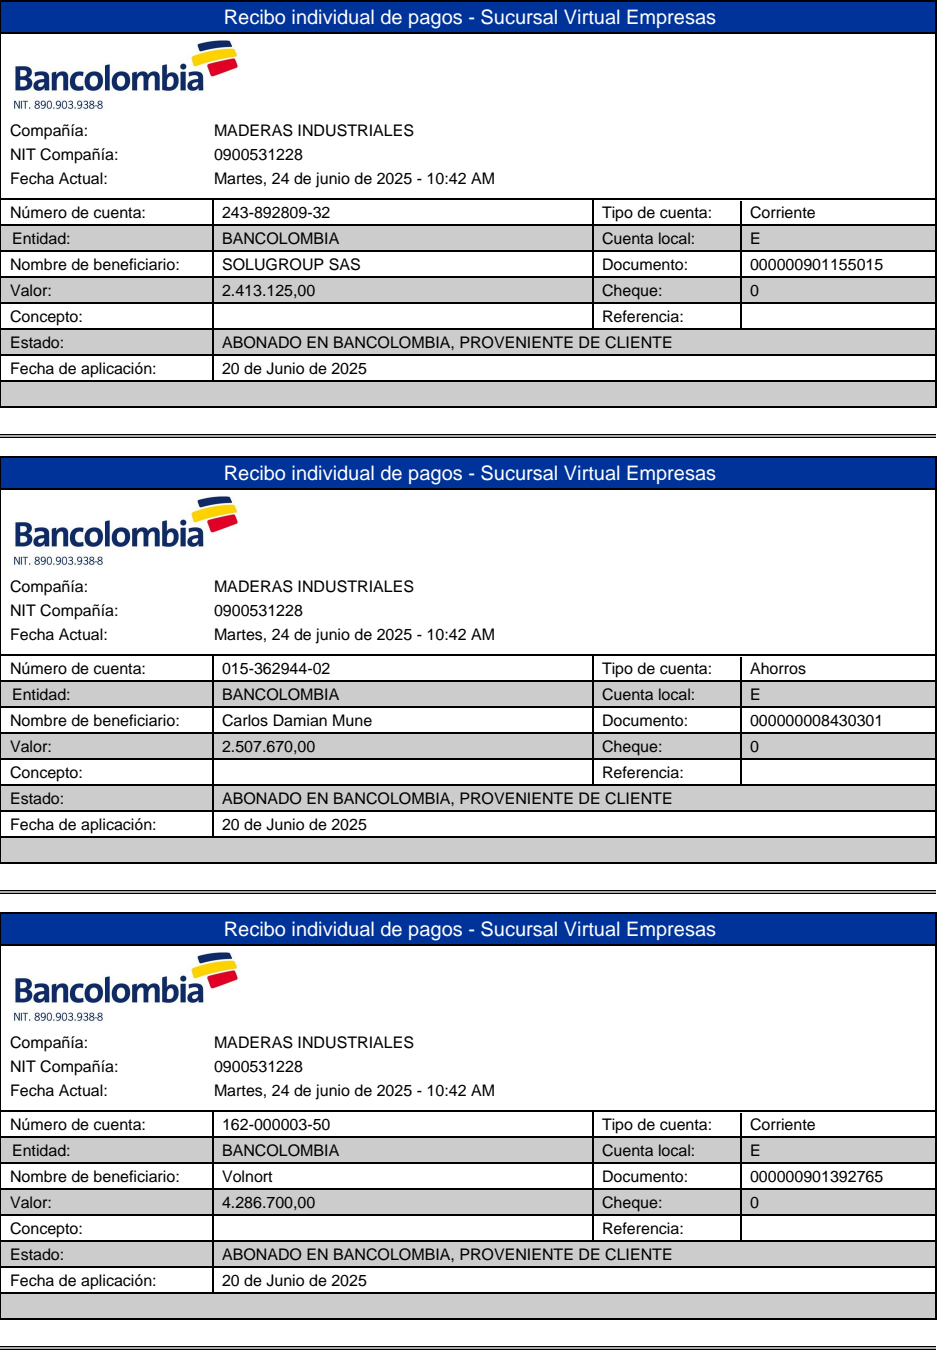 Recibo individual de pagos - Sucursal Virtual Empresas
Bancolombia
NIT. 890.903.938-8
Compañía: MADERAS INDUSTRIALES
NIT Compañía: 0900531228
Fecha Actual: Martes, 24 de junio de 2025 - 10:42 AM
Número de cuenta: 243-892809-32 Tipo de cuenta: Corriente
Entidad: BANCOLOMBIA Cuenta local: E
Nombre de beneficiario: SOLUGROUP SAS Documento: 000000901155015
Valor: 2.413.125,00 Cheque: 0
Concepto: Referencia:
Estado: ABONADO EN BANCOLOMBIA, PROVENIENTE DE CLIENTE
Fecha de aplicación: 20 de Junio de 2025
Recibo individual de pagos - Sucursal Virtual Empresas
Bancolombia
NIT. 890.903.938-8
Compañía: MADERAS INDUSTRIALES
NIT Compañía: 0900531228
Fecha Actual: Martes, 24 de junio de 2025 - 10:42 AM
Número de cuenta: 015-362944-02 Tipo de cuenta: Ahorros
Entidad: BANCOLOMBIA Cuenta local: E
Nombre de beneficiario: Carlos Damian Mune Documento: 000000008430301
Valor: 2.507.670,00 Cheque: 0
Concepto: Referencia:
Estado: ABONADO EN BANCOLOMBIA, PROVENIENTE DE CLIENTE
Fecha de aplicación: 20 de Junio de 2025
Recibo individual de pagos - Sucursal Virtual Empresas
Bancolombia
NIT. 890.903.938-8
Compañía: MADERAS INDUSTRIALES
NIT Compañía: 0900531228
Fecha Actual: Martes, 24 de junio de 2025 - 10:42 AM
Número de cuenta: 162-000003-50 Tipo de cuenta: Corriente
Entidad: BANCOLOMBIA Cuenta local: E
Nombre de beneficiario: Volnort Documento: 000000901392765
Valor: 4.286.700,00 Cheque: 0
Concepto: Referencia:
Estado: ABONADO EN BANCOLOMBIA, PROVENIENTE DE CLIENTE
Fecha de aplicación: 20 de Junio de 2025